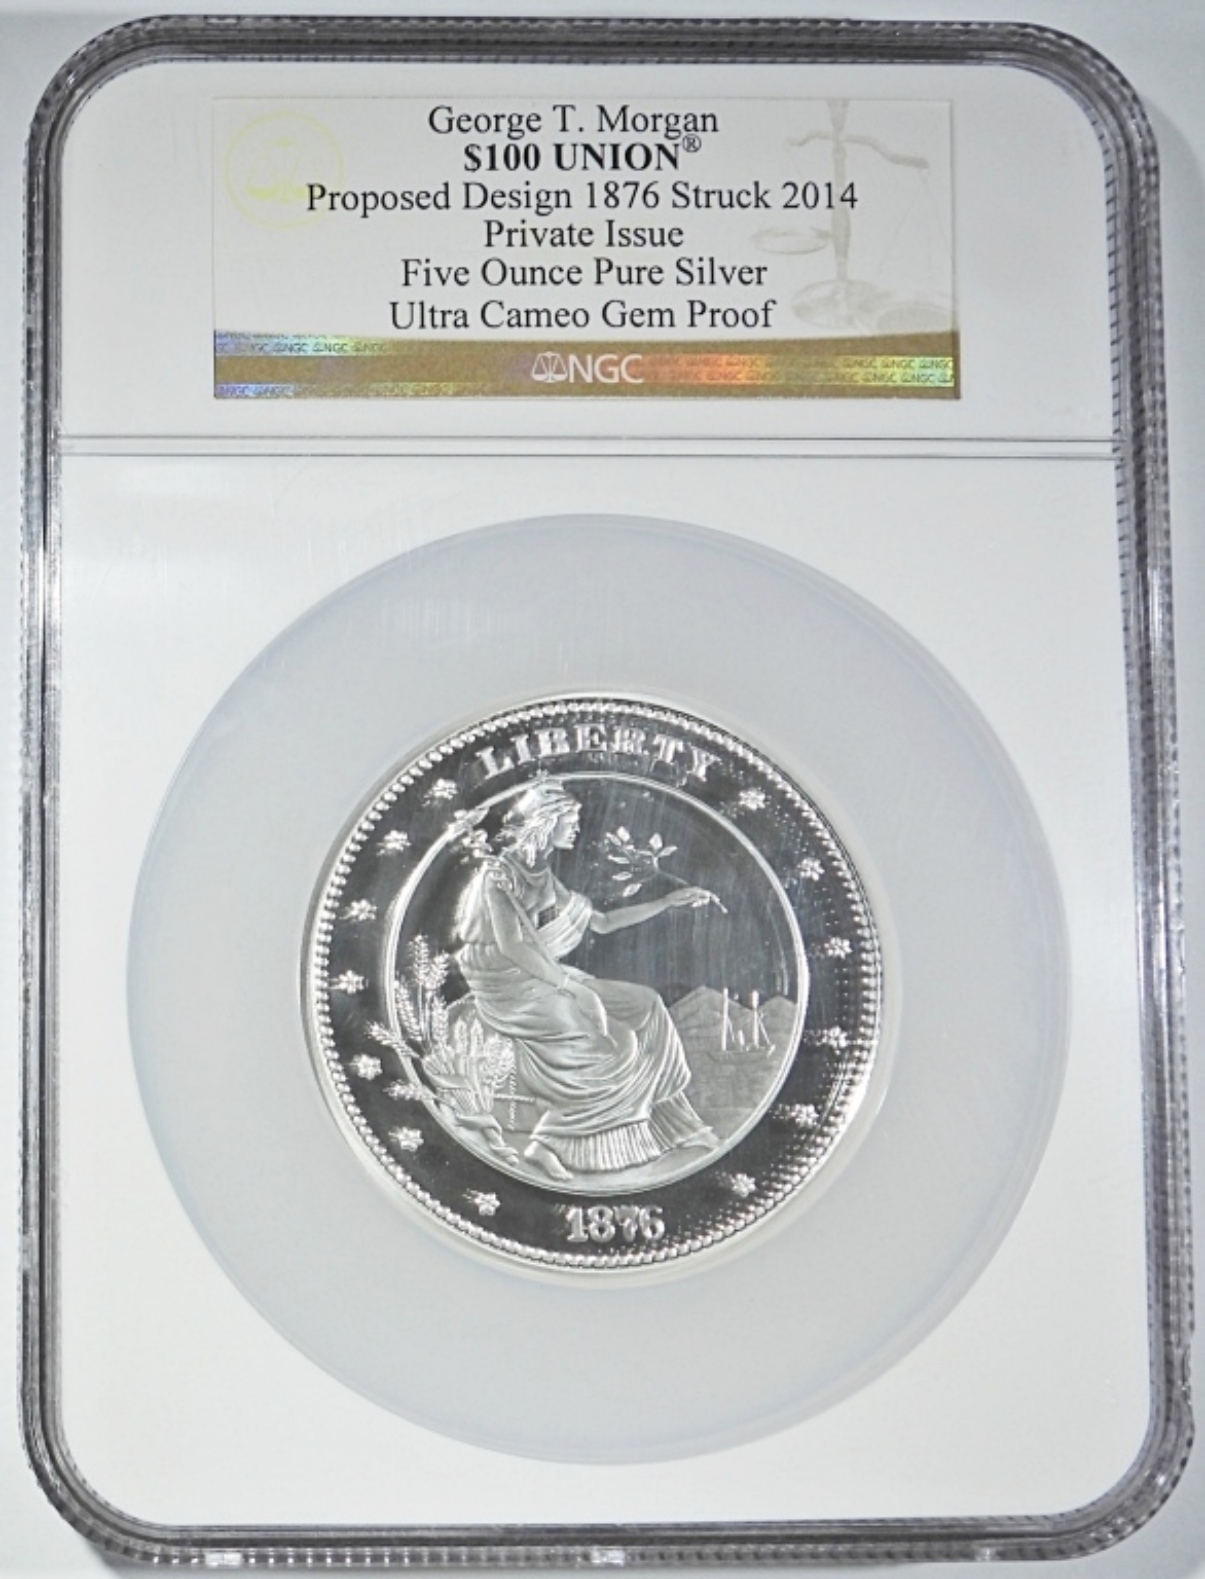 George T. Morgan
$100 UNION®
Proposed Design 1876 Struck 2014
Private Issue
Five Ounce Pure Silver
Ultra Cameo Gem Proof
NGC
LIBERTY
1876